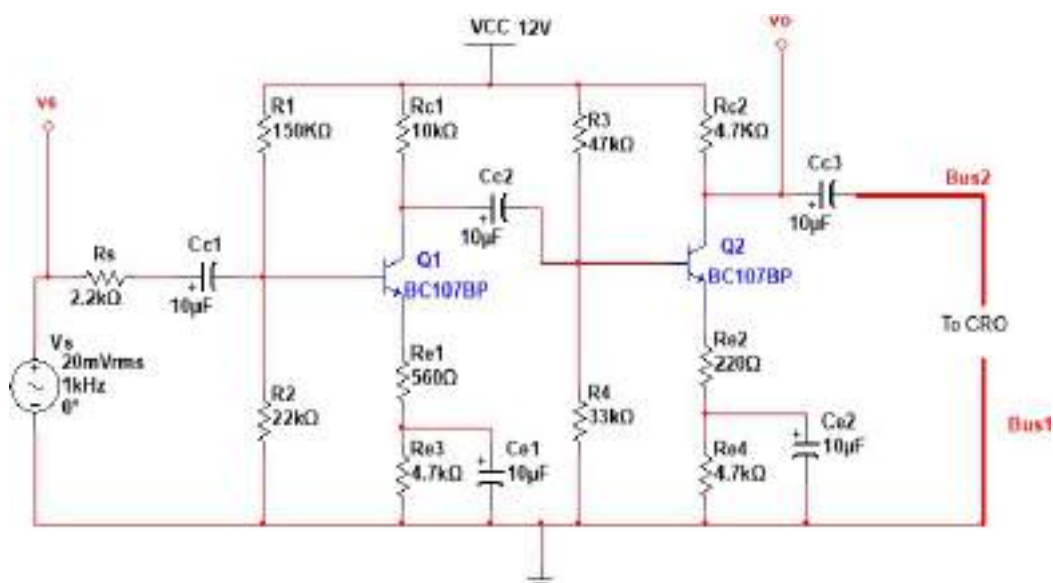 VCC 12V
vo
vs
R1
150KΩ
Rc1
10kΩ
R3
47kΩ
Rc2
4.7KΩ
Cc3
10µF
Bus2
Cc2
10µF
Rs
2.2kΩ
Cc1
10µF
Q1
BC107BP
Q2
BC107BP
To CRO
Vs
20mVrms
1kHz
0°
Re1
560Ω
Re2
220Ω
R2
22kΩ
R4
33kΩ
Ce2
10µF
Bus1
Re3
4.7kΩ
Ce1
10µF
Re4
4.7kΩ